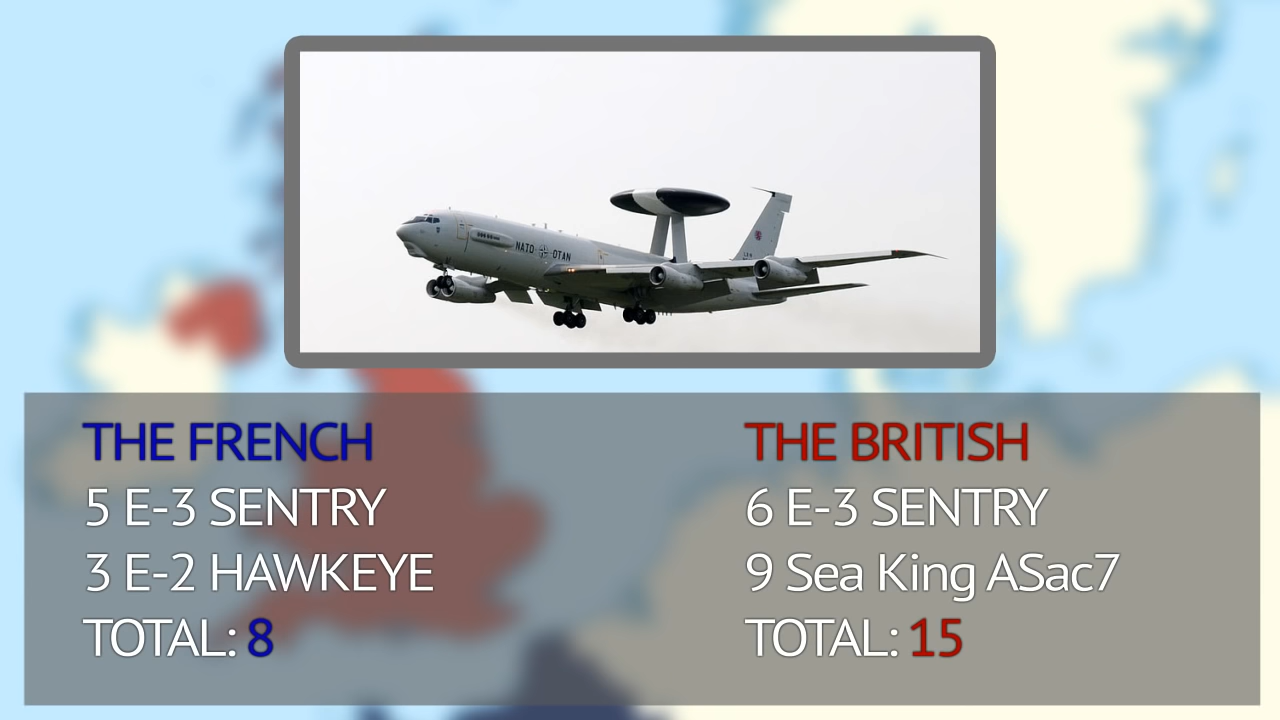 NATO OTAN
THE FRENCH
5 E-3 SENTRY
3 E-2 HAWKEYE
TOTAL: 8
THE BRITISH
6 E-3 SENTRY
9 Sea King ASac7
TOTAL: 15